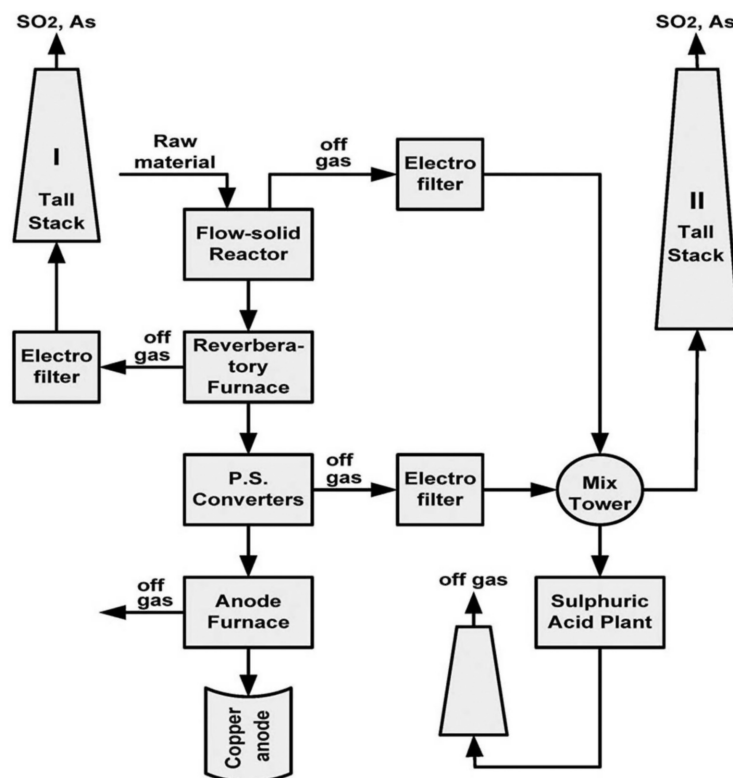 SO2, As
I
Tall
Stack
Raw
material
off
gas
Electro
filter
SO2, As
II
Tall
Stack
Flow-solid
Reactor
Electro
filter
off
gas
Reverbera-
tory
Furnace
P.S.
Converters
off
gas
Electro
filter
Mix
Tower
off
gas
Anode
Furnace
off gas
Sulphuric
Acid Plant
Copper
anode